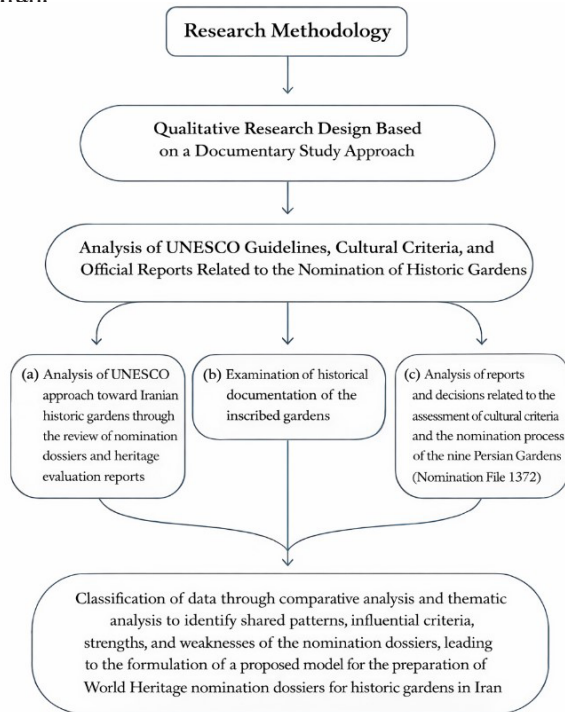 Research Methodology
Qualitative Research Design Based
on a Documentary Study Approach
Analysis of UNESCO Guidelines, Cultural Criteria, and
Official Reports Related to the Nomination of Historic Gardens
(a) Analysis of UNESCO
approach toward Iranian
historic gardens through
the review of nomination
dossiers and heritage
evaluation reports
(b) Examination of historical
documentation of the
inscribed gardens
(c) Analysis of reports
and decisions related to the
assessment of cultural criteria
and the nomination process
of the nine Persian Gardens
(Nomination File 1372)
Classification of data through comparative analysis and thematic
analysis to identify shared patterns, influential criteria,
strengths, and weaknesses of the nomination dossiers, leading
to the formulation of a proposed model for the preparation of
World Heritage nomination dossiers for historic gardens in Iran